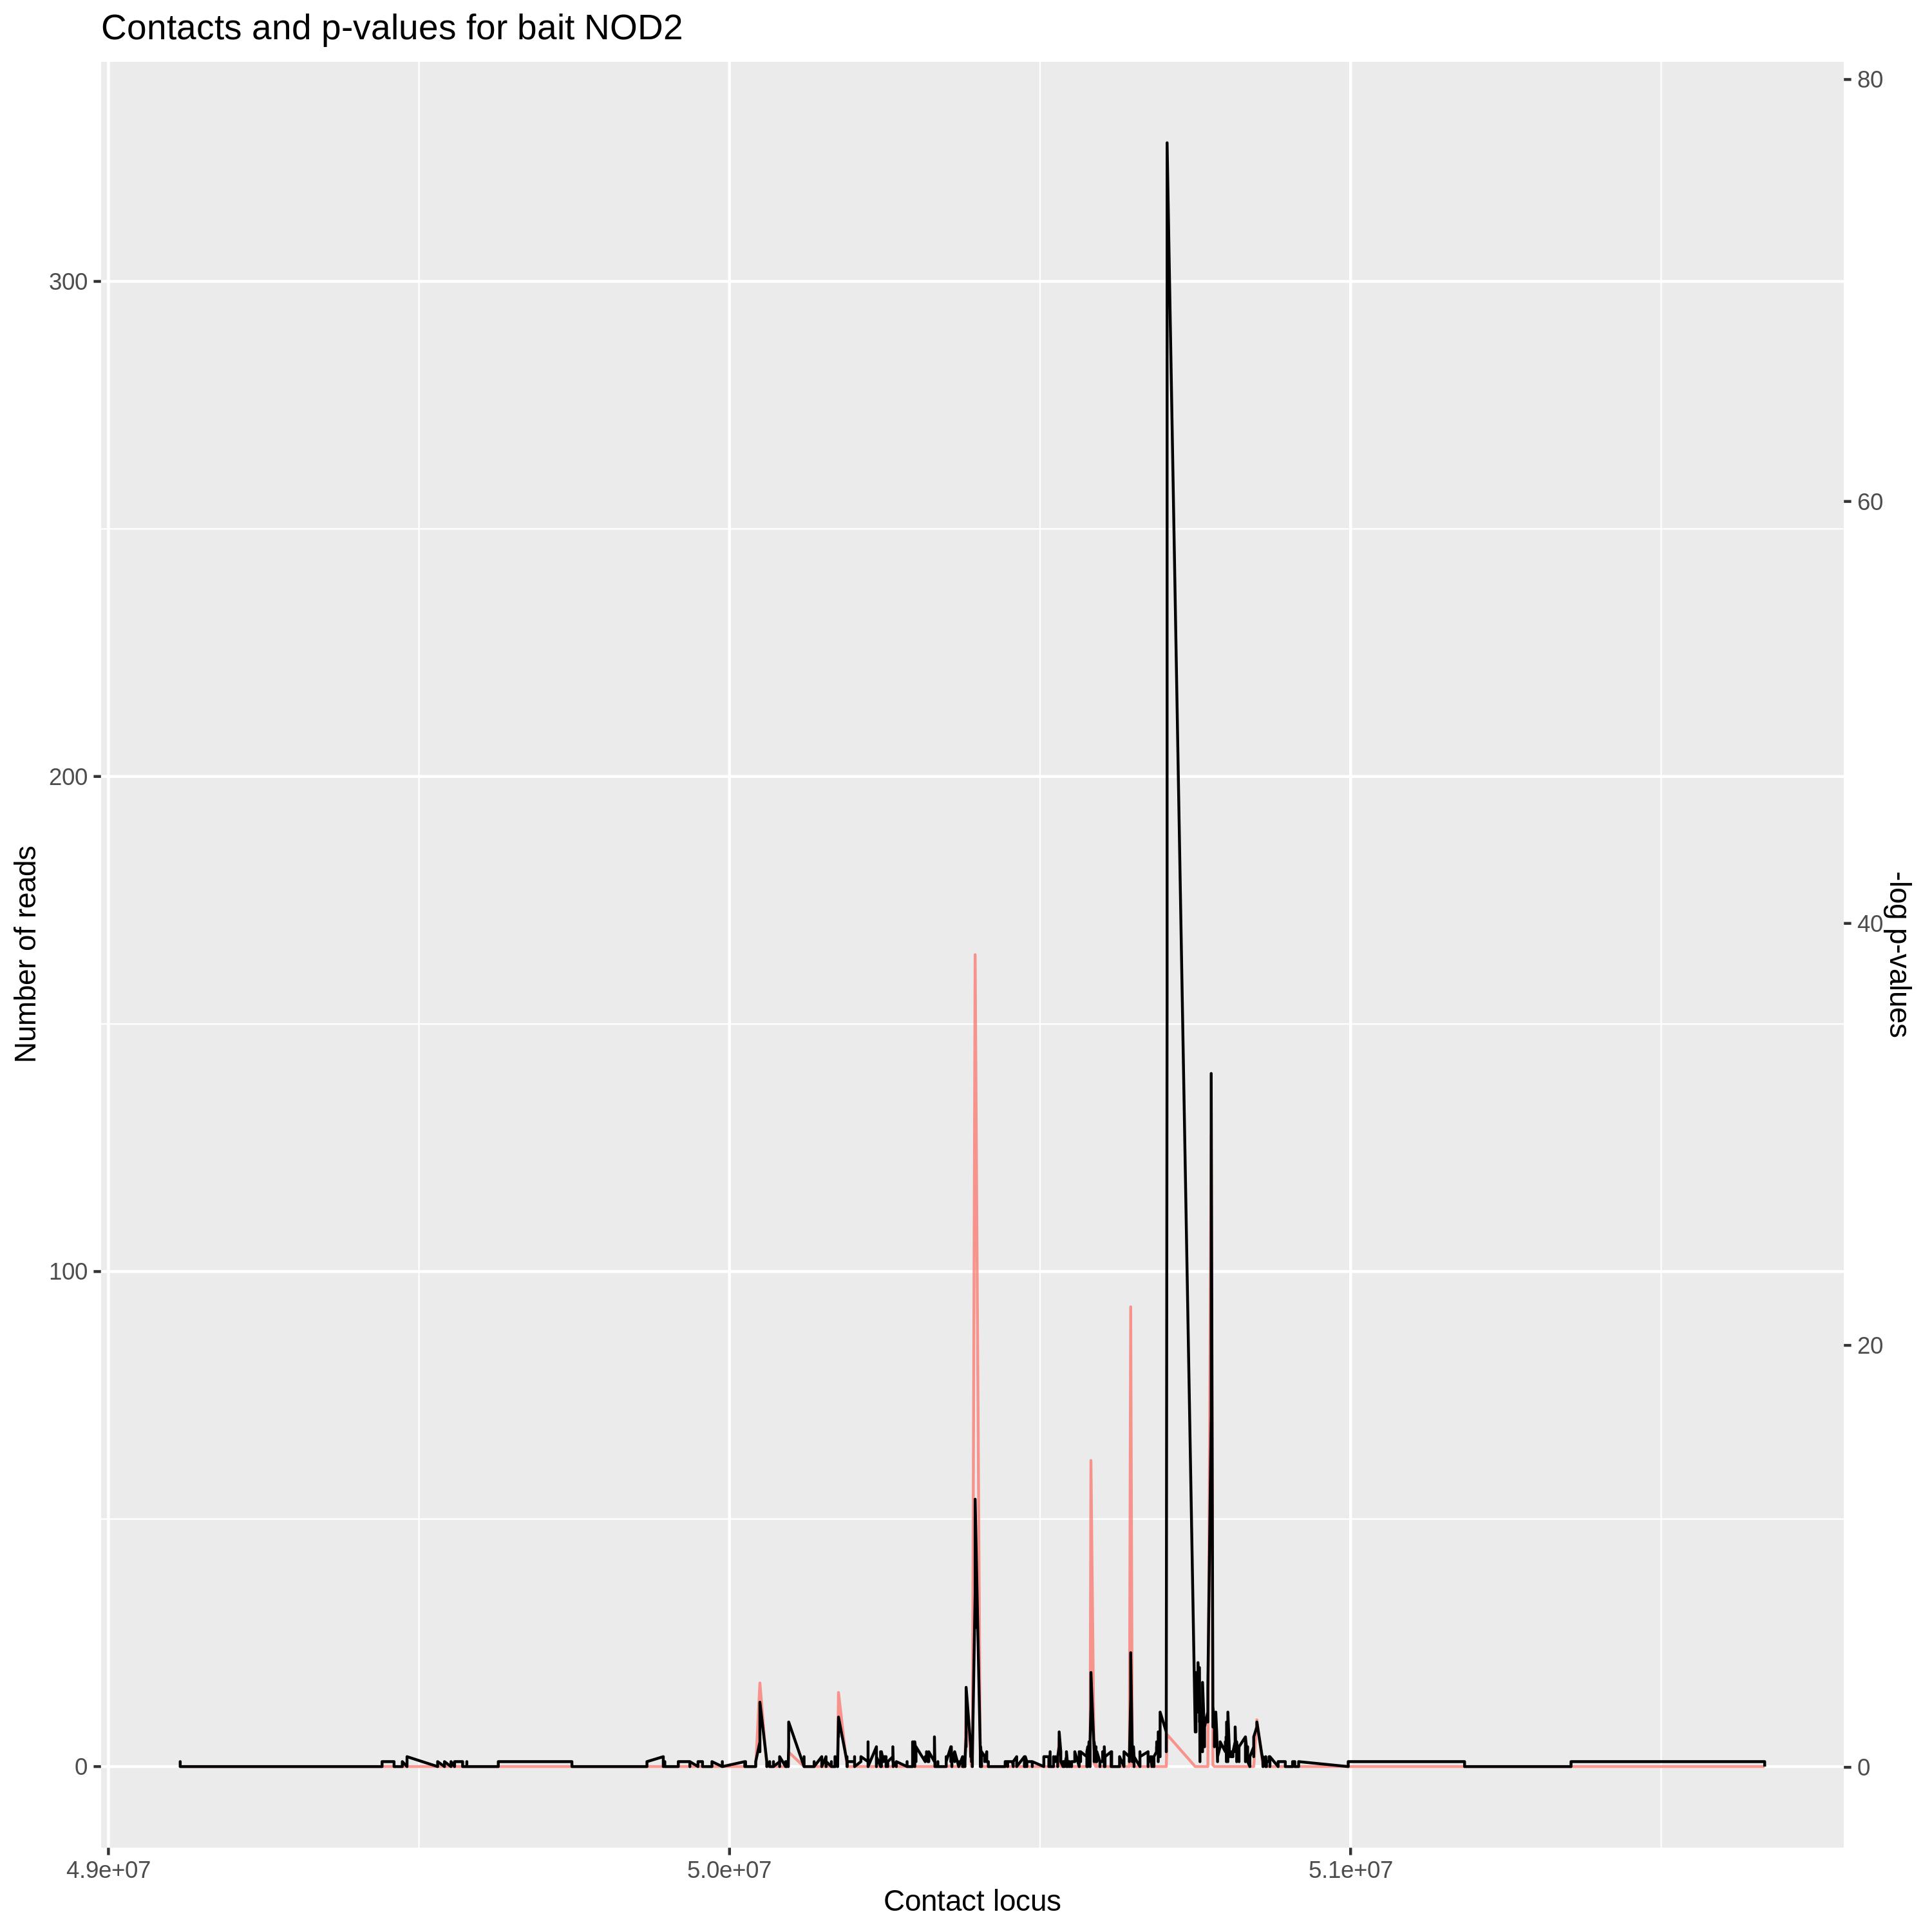 Contacts and p-values for bait NOD2
Number of reads
300
200
100
0
80
60
40
20
0
-log p-values
4.9e+07
5.0e+07
5.1e+07
Contact locus